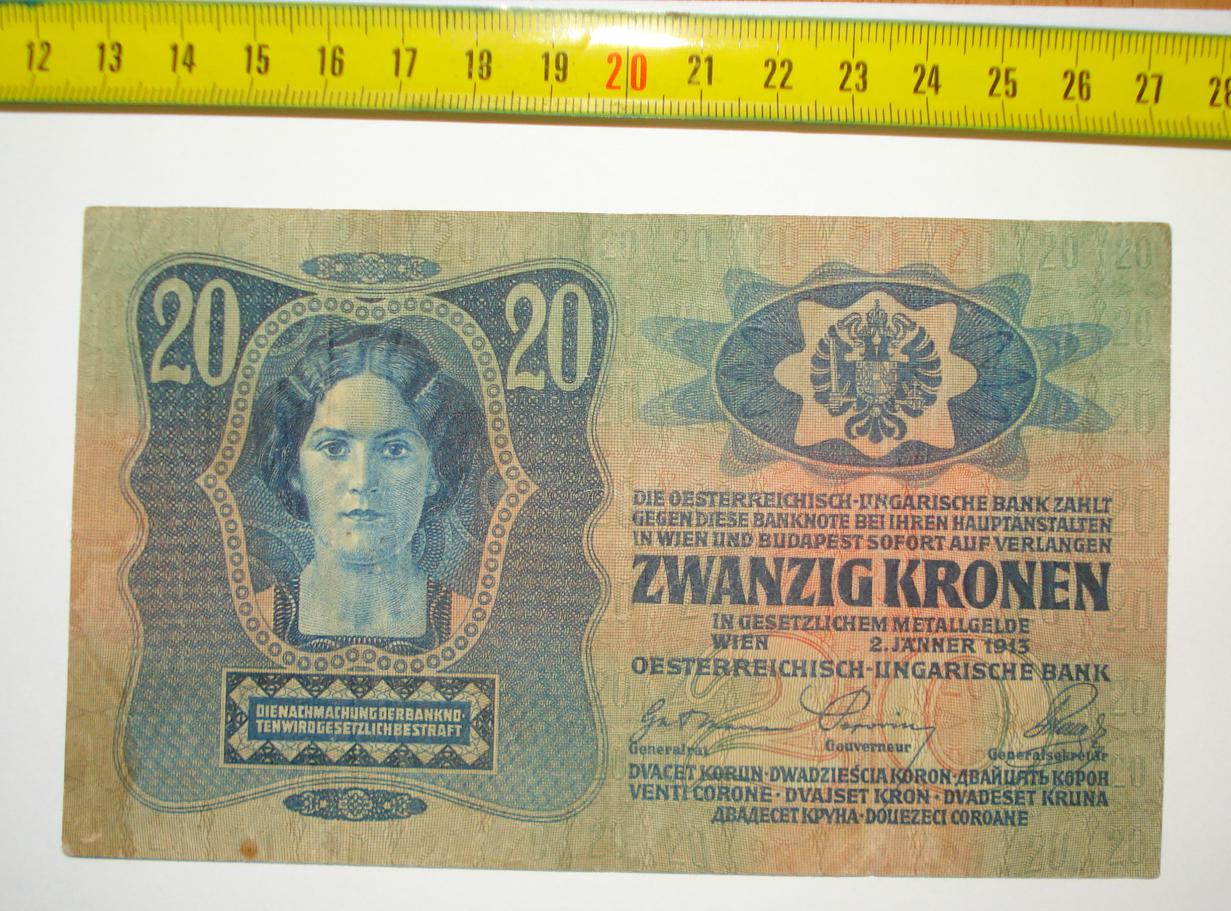 12 13 14 15 16 17 18 19 20 21 22 23 24 25 26 27 28
20 20
DIE NACHMACHUNG DER BANKNO-
TEN WIRD GESETZLICH BESTRAFT
DIE OESTERREICHISCH-UNGARISCHE BANK ZAHLT
GEGEN DIESE BANKNOTE BEI IHREN HAUPTANSTALTEN
IN WIEN UND BUDAPEST SOFORT AUF VERLANGEN
ZWANZIG KRONEN
IN GESETZLICHEM METALLGELDE
WIEN 2. JÄNNER 1913
OESTERREICHISCH-UNGARISCHE BANK
Generalrat Gouverneur Generalsekretär
DVACET KORUN · DWADZIEŚCIA KORON · ДВАЙЦЯТЬ КОРОН
VENTI CORONE · DVAJSET KRON · DVADESET KRUNA
ДВАДЕСЕТ КРУНА · DOUEZECI COROANE